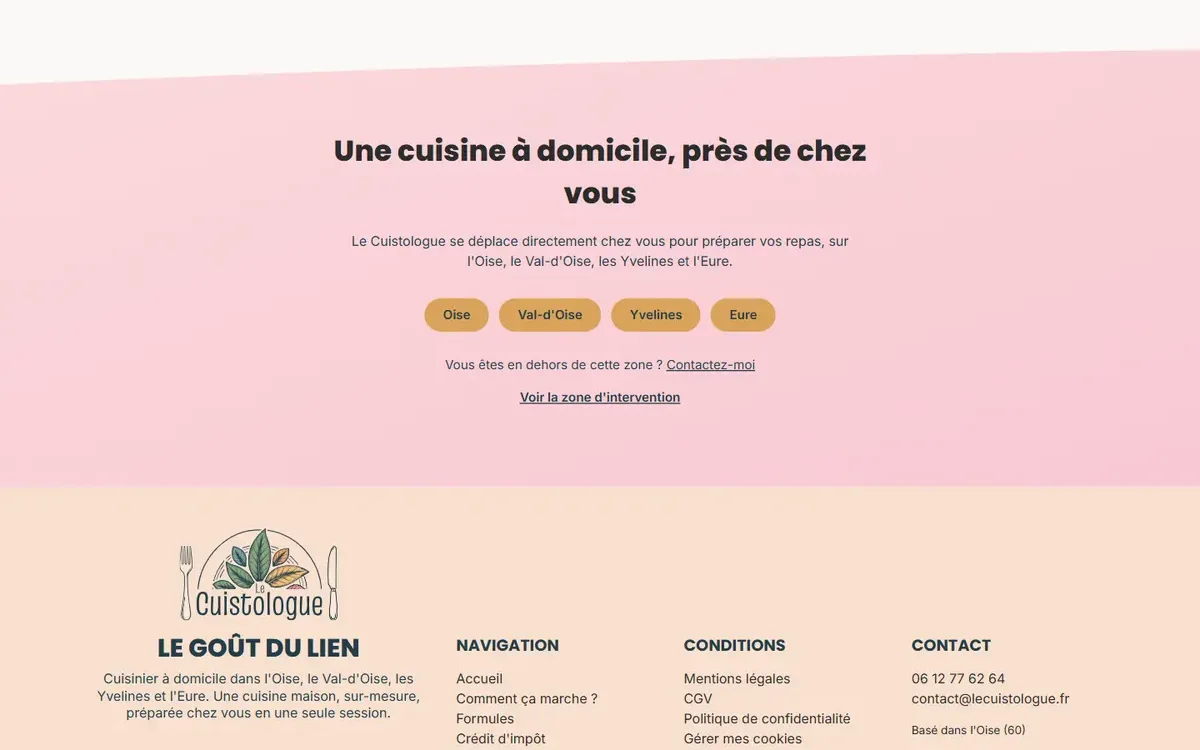 Une cuisine à domicile, près de chez
vous
Le Cuistologue se déplace directement chez vous pour préparer vos repas, sur
l'Oise, le Val-d'Oise, les Yvelines et l'Eure.
Oise
Val-d'Oise
Yvelines
Eure
Vous êtes en dehors de cette zone ? Contactez-moi
Voir la zone d'intervention
Le
Cuistologue
LE GOÛT DU LIEN
Cuisinier à domicile dans l'Oise, le Val-d'Oise, les
Yvelines et l'Eure. Une cuisine maison, sur-mesure,
préparée chez vous en une seule session.
NAVIGATION
Accueil
Comment ça marche ?
Formules
Crédit d'impôt
CONDITIONS
Mentions légales
CGV
Politique de confidentialité
Gérer mes cookies
CONTACT
06 12 77 62 64
contact@lecuistologue.fr
Basé dans l'Oise (60)